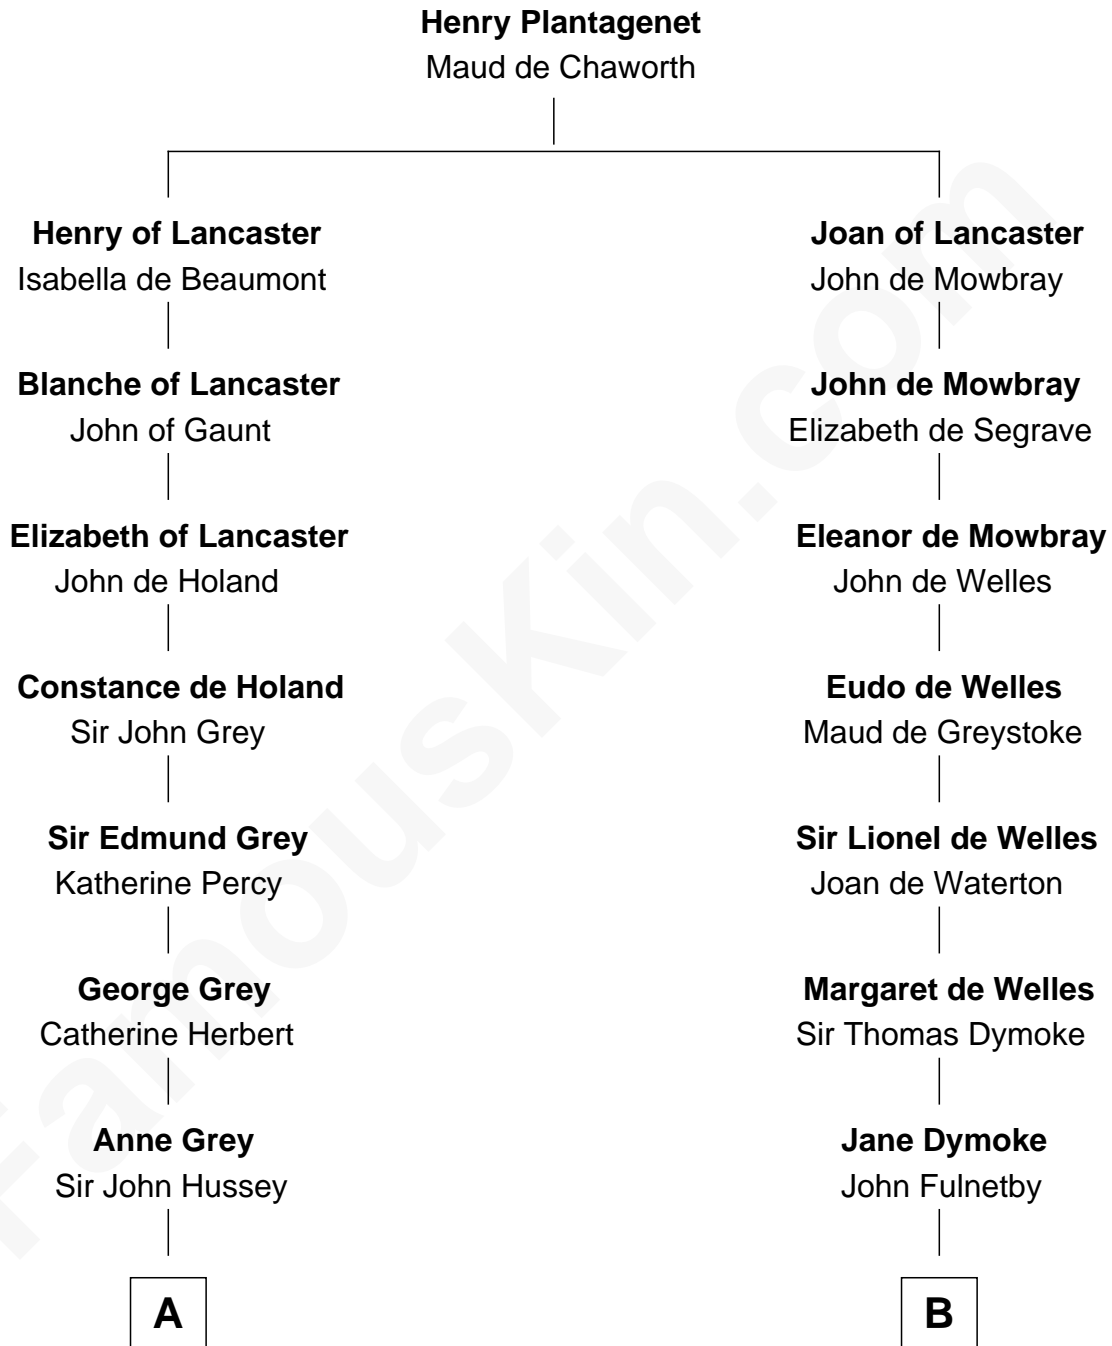 Henry Plantagenet
Maud de Chaworth
Henry of Lancaster
Isabella de Beaumont
Joan of Lancaster
John de Mowbray
Blanche of Lancaster
John of Gaunt
John de Mowbray
Elizabeth de Segrave
Elizabeth of Lancaster
John de Holand
Eleanor de Mowbray
John de Welles
Constance de Holand
Sir John Grey
Eudo de Welles
Maud de Greystoke
Sir Edmund Grey
Katherine Percy
Sir Lionel de Welles
Joan de Waterton
George Grey
Catherine Herbert
Margaret de Welles
Sir Thomas Dymoke
Anne Grey
Sir John Hussey
Jane Dymoke
John Fulnetby
A
B
FamousKin.com